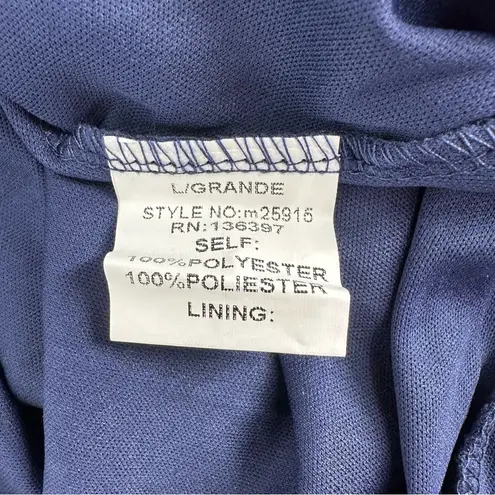 L/GRANDE
STYLE NO:m25915
RN:136397
SELF:
100%POLYESTER
100%POLIESTER
LINING: